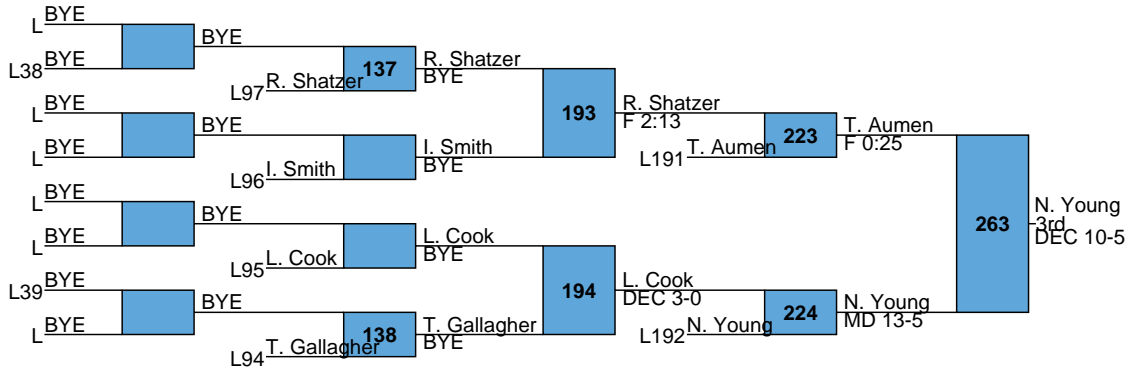 L BYE
L38 BYE
BYE
L97 R. Shatzer
137
R. Shatzer
BYE
L BYE
L BYE
BYE
L96 I. Smith
I. Smith
BYE
193
R. Shatzer
F 2:13
L191 T. Aumen
223
T. Aumen
F 0:25
L BYE
L BYE
BYE
L95 L. Cook
L. Cook
BYE
L39 BYE
L BYE
BYE
L94 T. Gallagher
138
T. Gallagher
BYE
194
L. Cook
DEC 3-0
L192 N. Young
224
N. Young
MD 13-5
263
N. Young
3rd
DEC 10-5